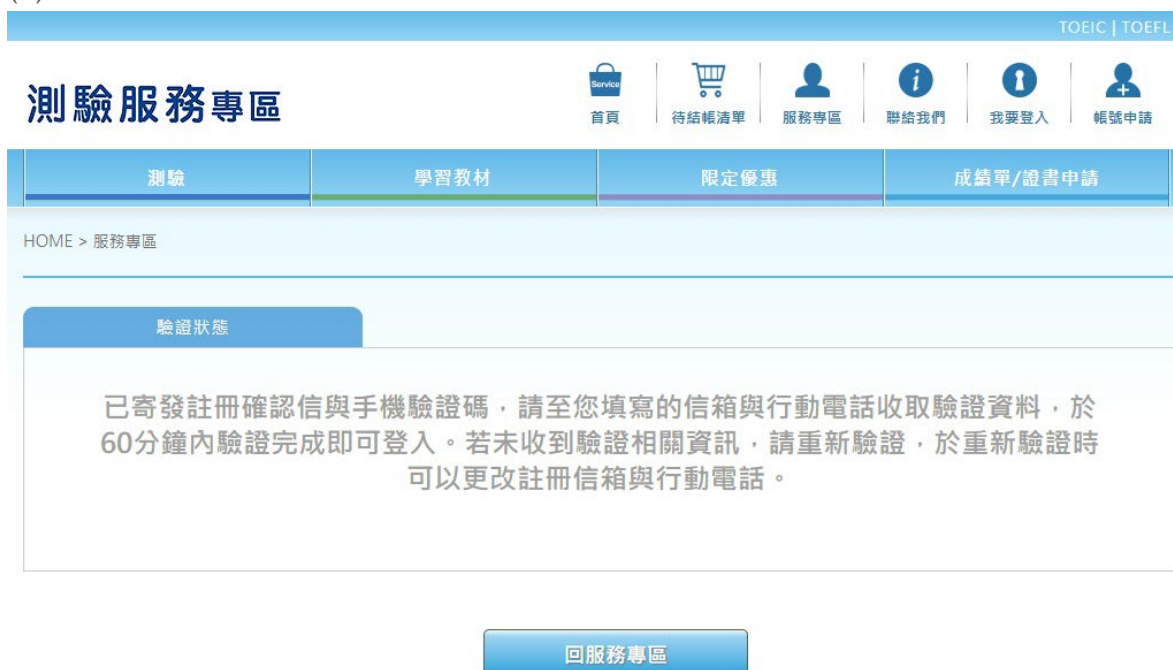 TOEIC | TOEFL
測驗服務專區
Service
首頁
待結帳清單
服務專區
聯絡我們
我要登入
帳號申請
測驗
學習教材
限定優惠
成績單/證書申請
HOME > 服務專區
驗證狀態
已寄發註冊確認信與手機驗證碼，請至您填寫的信箱與行動電話收取驗證資料，於
60分鐘內驗證完成即可登入。若未收到驗證相關資訊，請重新驗證，於重新驗證時
可以更改註冊信箱與行動電話。
回服務專區